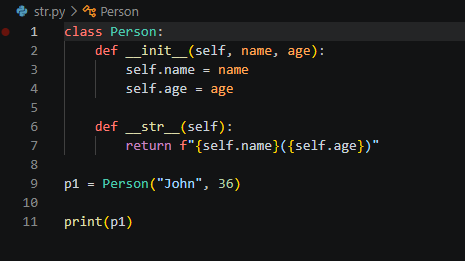 str.py > Person
1 class Person:
2     def __init__(self, name, age):
3         self.name = name
4         self.age = age
5
6     def __str__(self):
7         return f"{self.name}({self.age})"
8
9 p1 = Person("John", 36)
10
11 print(p1)